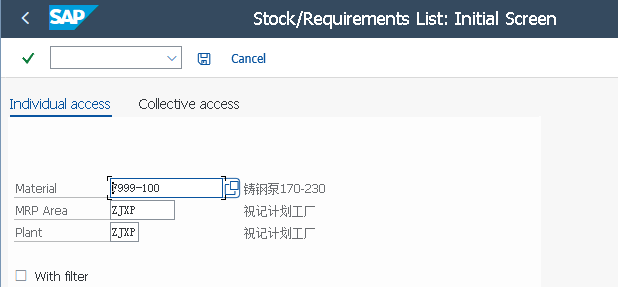 SAP Stock/Requirements List: Initial Screen
Cancel
Individual access Collective access
Material 7999-100 铸钢泵170-230
MRP Area ZJXP 祝记计划工厂
Plant ZJXP 祝记计划工厂
With filter